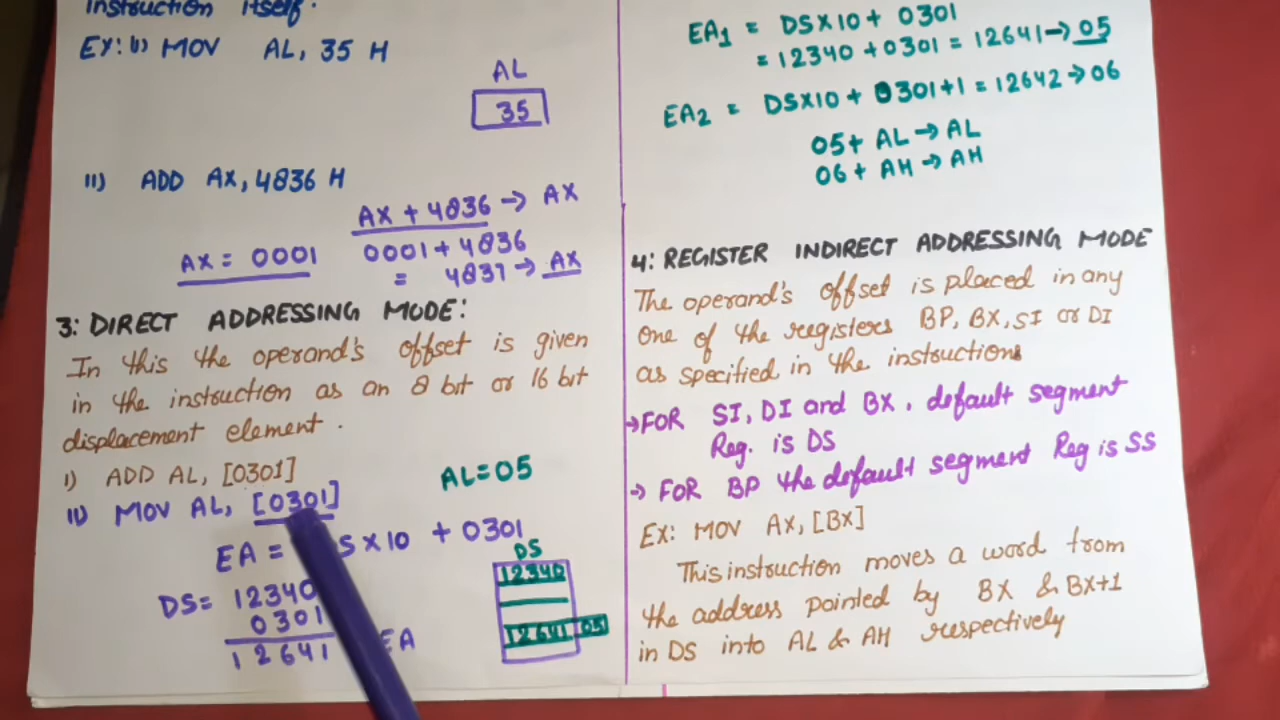 instruction itself.
Ex: i) MOV AL, 35 H
AL
35
ii) ADD AX, 4836 H
AX + 4836 → AX
AX = 0001
0001 + 4836
= 4837 → AX
3: DIRECT ADDRESSING MODE:
In this the operand's offset is given
in the instruction as an 8 bit or 16 bit
displacement element.
i) ADD AL, [0301]
AL = 05
ii) MOV AL, [0301]
EA = S X 10 + 0301
DS
12340
DS = 12340
0301
12641 EA
12641 05
EA1 = DS X 10 + 0301
= 12340 + 0301 = 12641 → 05
EA2 = DS X 10 + 0301 + 1 = 12642 → 06
05 + AL → AL
06 + AH → AH
4: REGISTER INDIRECT ADDRESSING MODE
The operand's offset is placed in any
one of the registers BP, BX, SI or DI
as specified in the instructions
→ FOR SI, DI and BX, default segment
Reg. is DS
→ FOR BP the default segment Reg is SS
Ex: MOV AX, [BX]
This instruction moves a word from
the address pointed by BX & BX+1
in DS into AL & AH respectively